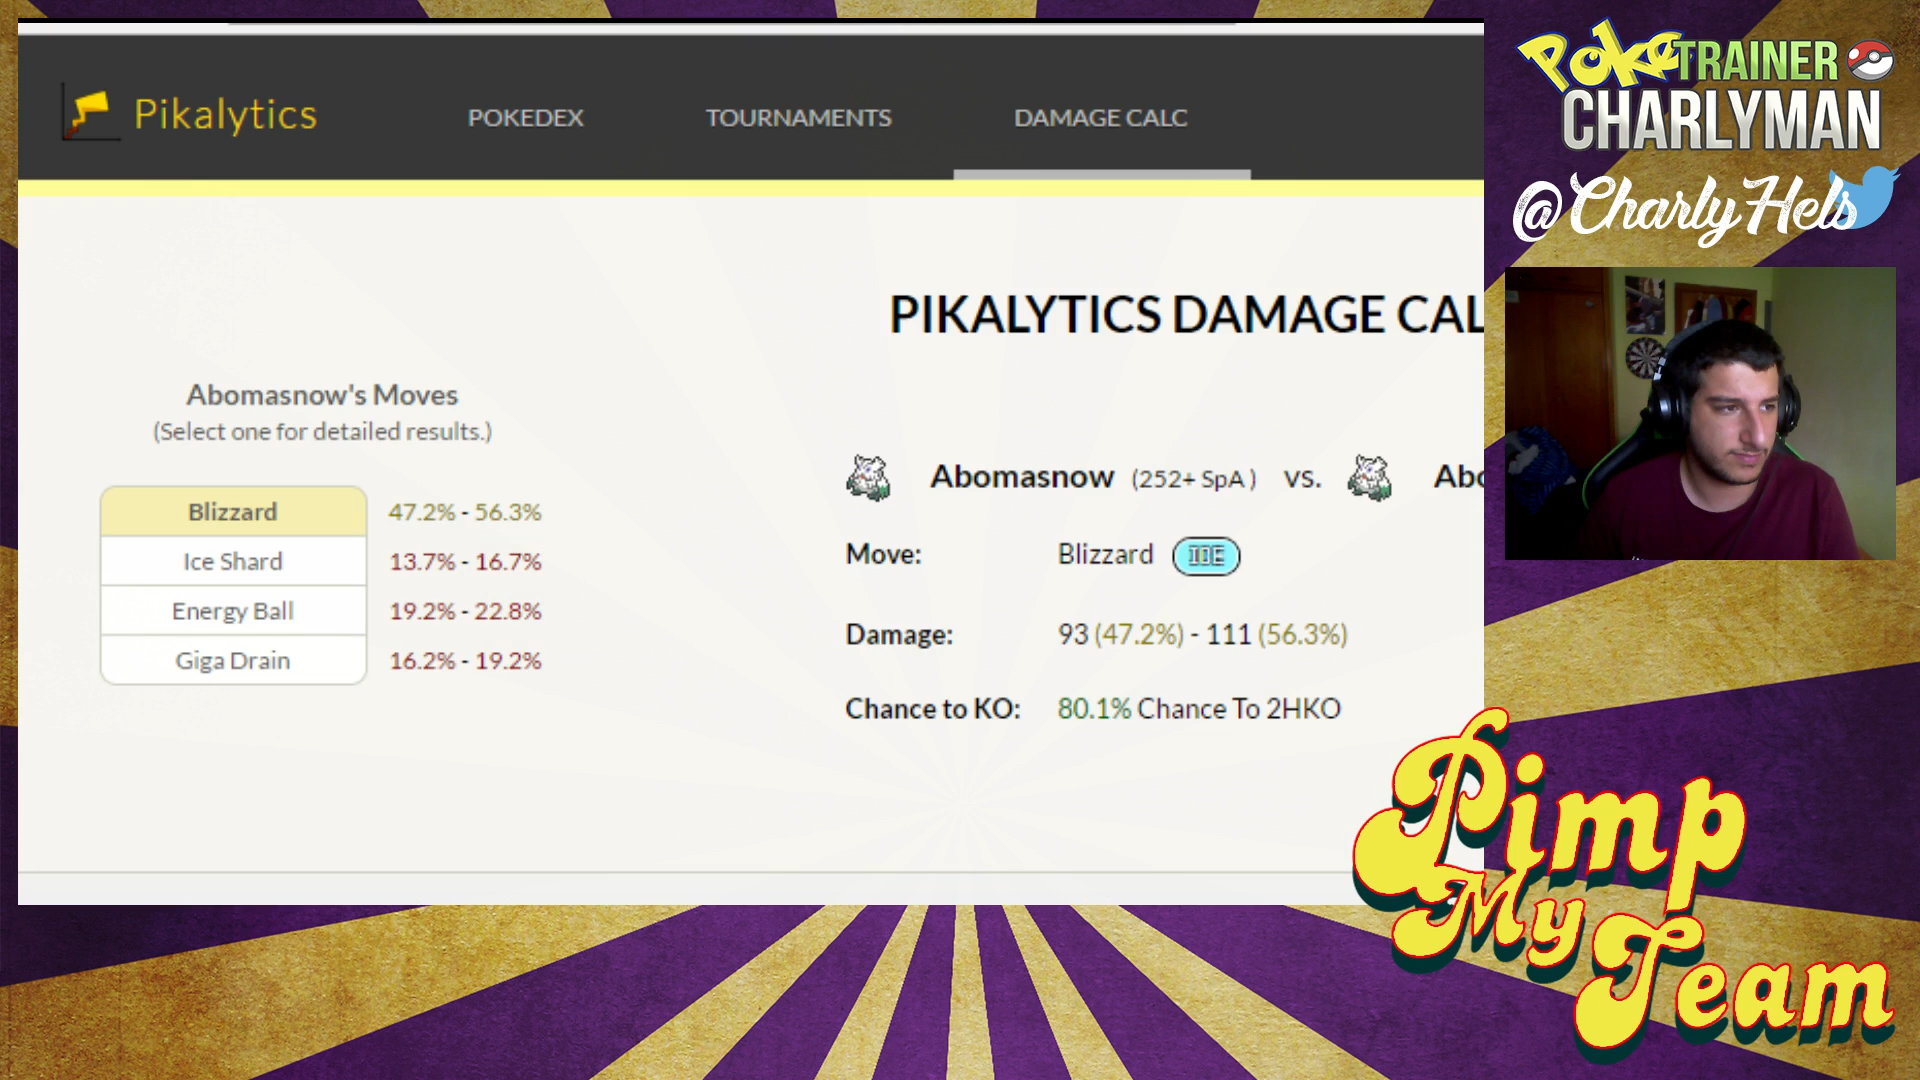 Pikalytics
POKEDEX
TOURNAMENTS
DAMAGE CALC
PIKALYTICS DAMAGE CAL
Abomasnow's Moves
(Select one for detailed results.)
Blizzard 47.2% - 56.3%
Ice Shard 13.7% - 16.7%
Energy Ball 19.2% - 22.8%
Giga Drain 16.2% - 19.2%
Abomasnow (252+ SpA ) vs. Abo
Move: Blizzard ICE
Damage: 93 (47.2%) - 111 (56.3%)
Chance to KO: 80.1% Chance To 2HKO
PokeTRAINER
CHARLYMAN
@CharlyHels
Pimp
My
Team